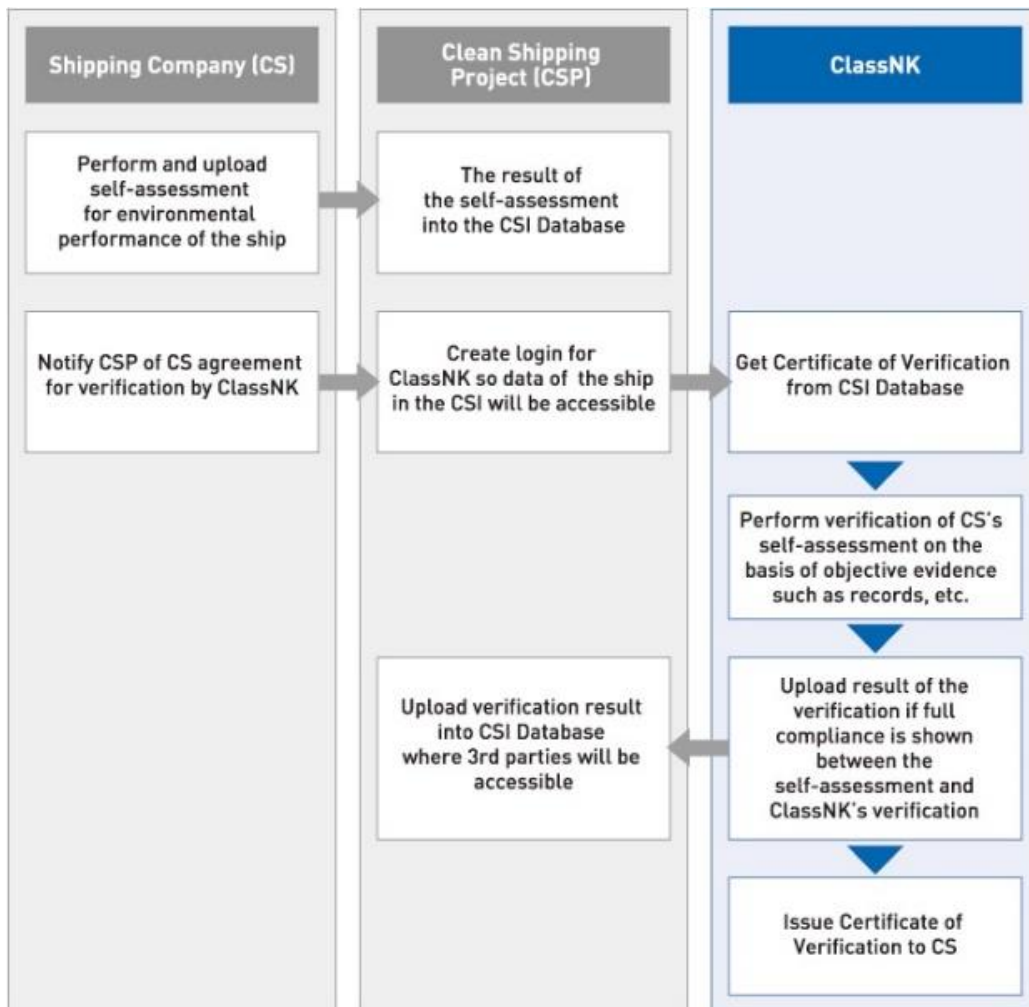 Shipping Company (CS)
Clean Shipping
Project (CSP)
ClassNK
Perform and upload
self-assessment
for environmental
performance of the ship
The result of
the self-assessment
into the CSI Database
Notify CSP of CS agreement
for verification by ClassNK
Create login for
ClassNK so data of the ship
in the CSI will be accessible
Get Certificate of Verification
from CSI Database
Perform verification of CS's
self-assessment on the
basis of objective evidence
such as records, etc.
Upload verification result
into CSI Database
where 3rd parties will be
accessible
Upload result of the
verification if full
compliance is shown
between the
self-assessment and
ClassNK's verification
Issue Certificate of
Verification to CS